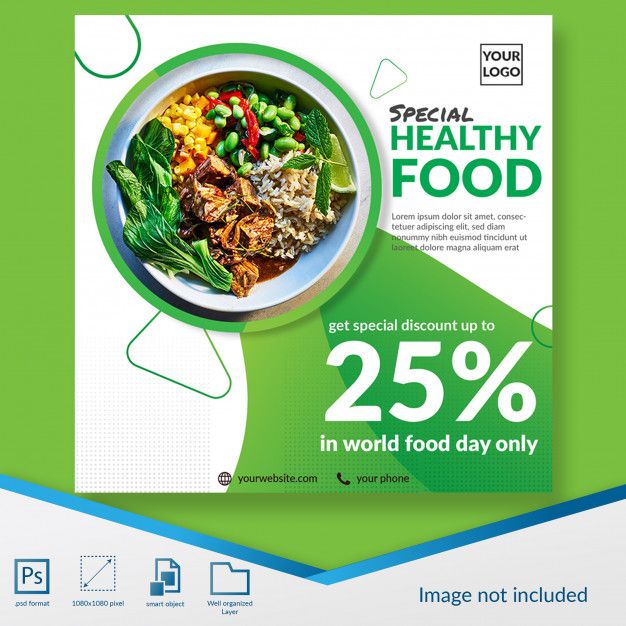 YOUR
LOGO
SPECIAL
HEALTHY
FOOD
Lorem ipsum dolor sit amet, consec-
tetuer adipiscing elit, sed diam
nonummy nibh euismod tincidunt ut
laoreet dolore magna aliquam erat
get special discount up to
25%
in world food day only
yourwebsite.com
your phone
Ps
.psd format
1080x1080 pixel
smart object
Well organized
Layer
Image not included